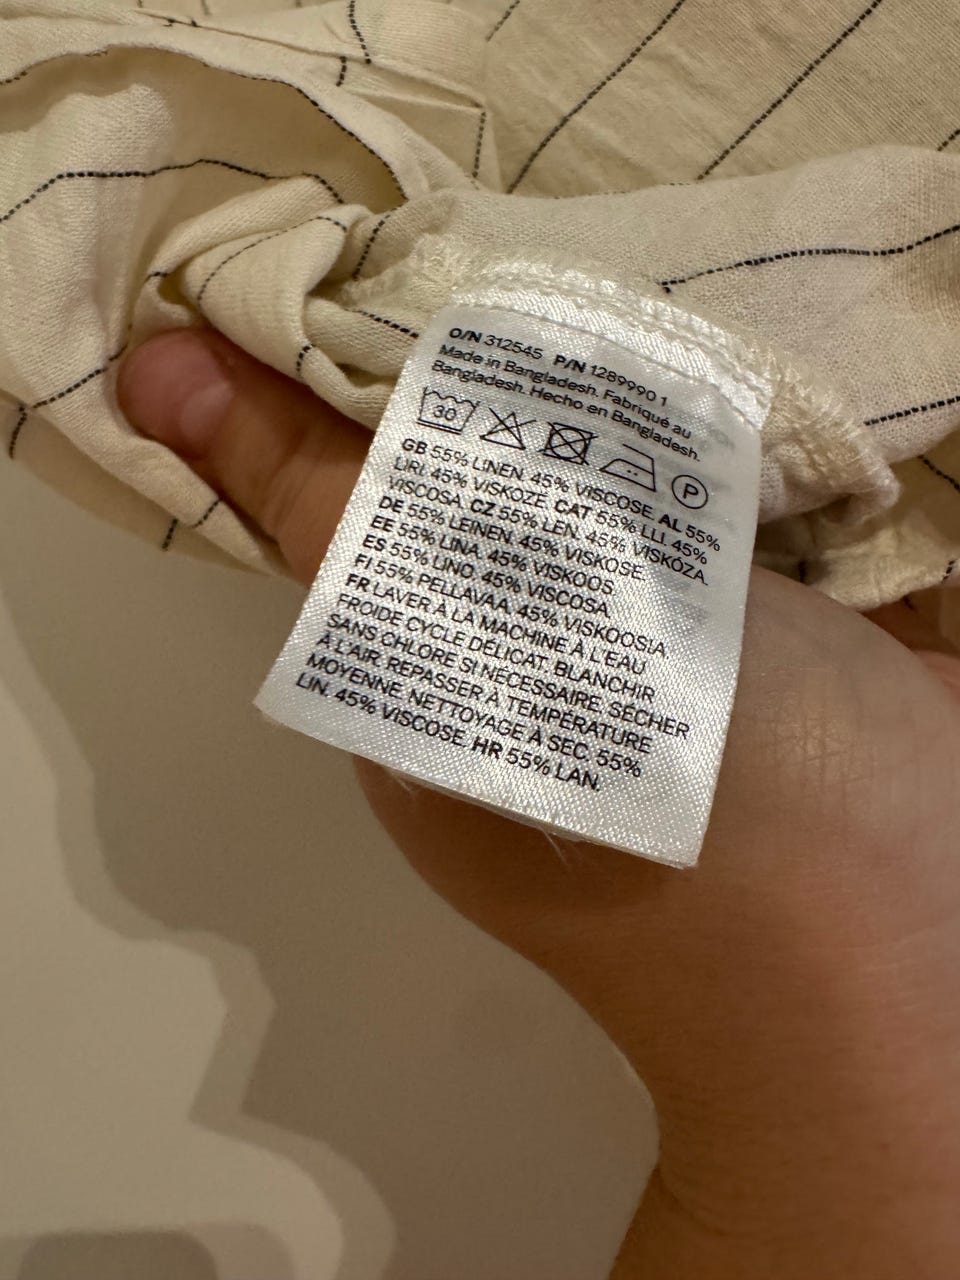 O/N 312545 P/N 1289990 1
Made in Bangladesh. Fabriqué au
Bangladesh. Hecho en Bangladesh.
30 P
GB 55% LINEN. 45% VISCOSE. AL 55%
LIRI. 45% VISKOZË. CAT 55% LLI. 45%
VISCOSA. CZ 55% LEN. 45% VISKÓZA.
DE 55% LEINEN. 45% VISKOSE.
EE 55% LINA. 45% VISKOOS.
ES 55% LINO. 45% VISCOSA.
FI 55% PELLAVAA. 45% VISKOOSIA.
FR LAVER À LA MACHINE À L'EAU
FROIDE CYCLE DÉLICAT. BLANCHIR
SANS CHLORE SI NÉCESSAIRE. SÉCHER
À L'AIR. REPASSER À TEMPÉRATURE
MOYENNE. NETTOYAGE À SEC. 55%
LIN. 45% VISCOSE. HR 55% LAN.